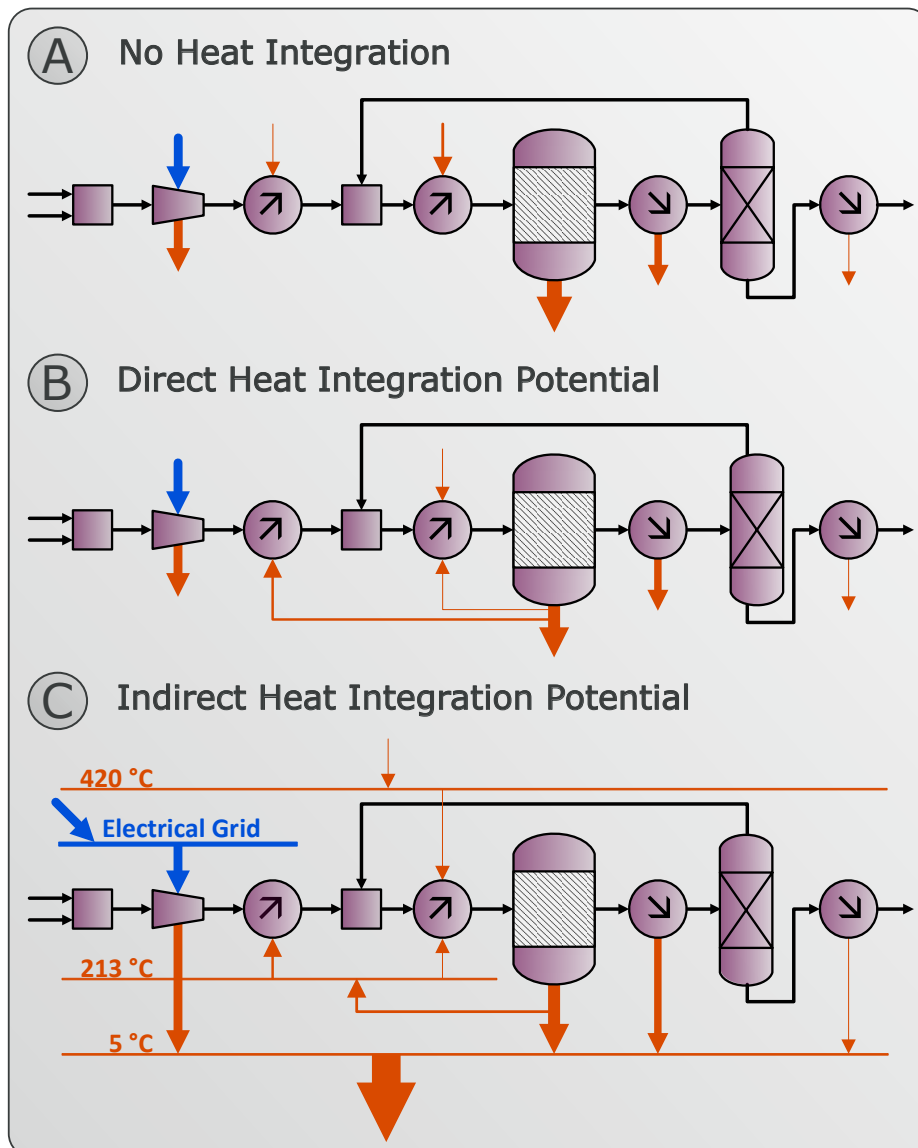 A No Heat Integration
B Direct Heat Integration Potential
C Indirect Heat Integration Potential
420 °C
Electrical Grid
213 °C
5 °C